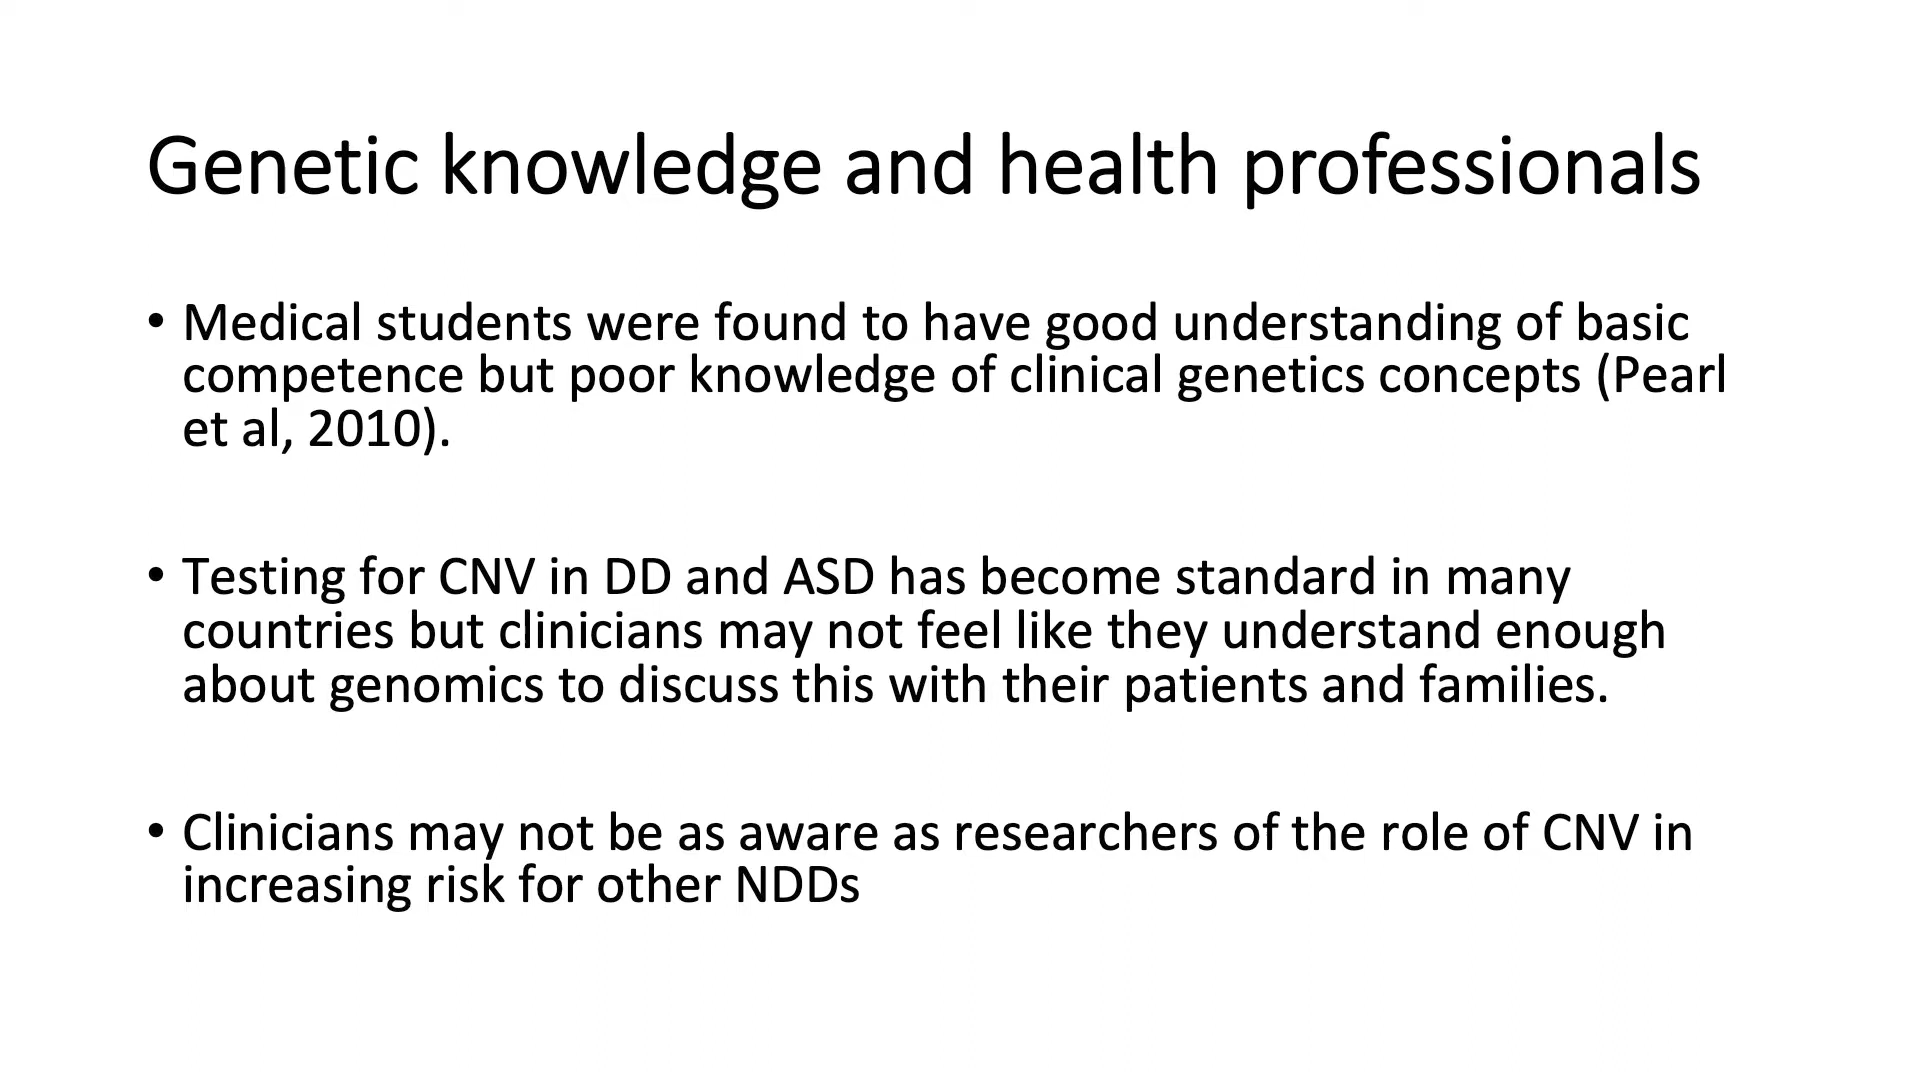 Genetic knowledge and health professionals
• Medical students were found to have good understanding of basic
competence but poor knowledge of clinical genetics concepts (Pearl
et al, 2010).
• Testing for CNV in DD and ASD has become standard in many
countries but clinicians may not feel like they understand enough
about genomics to discuss this with their patients and families.
• Clinicians may not be as aware as researchers of the role of CNV in
increasing risk for other NDDs